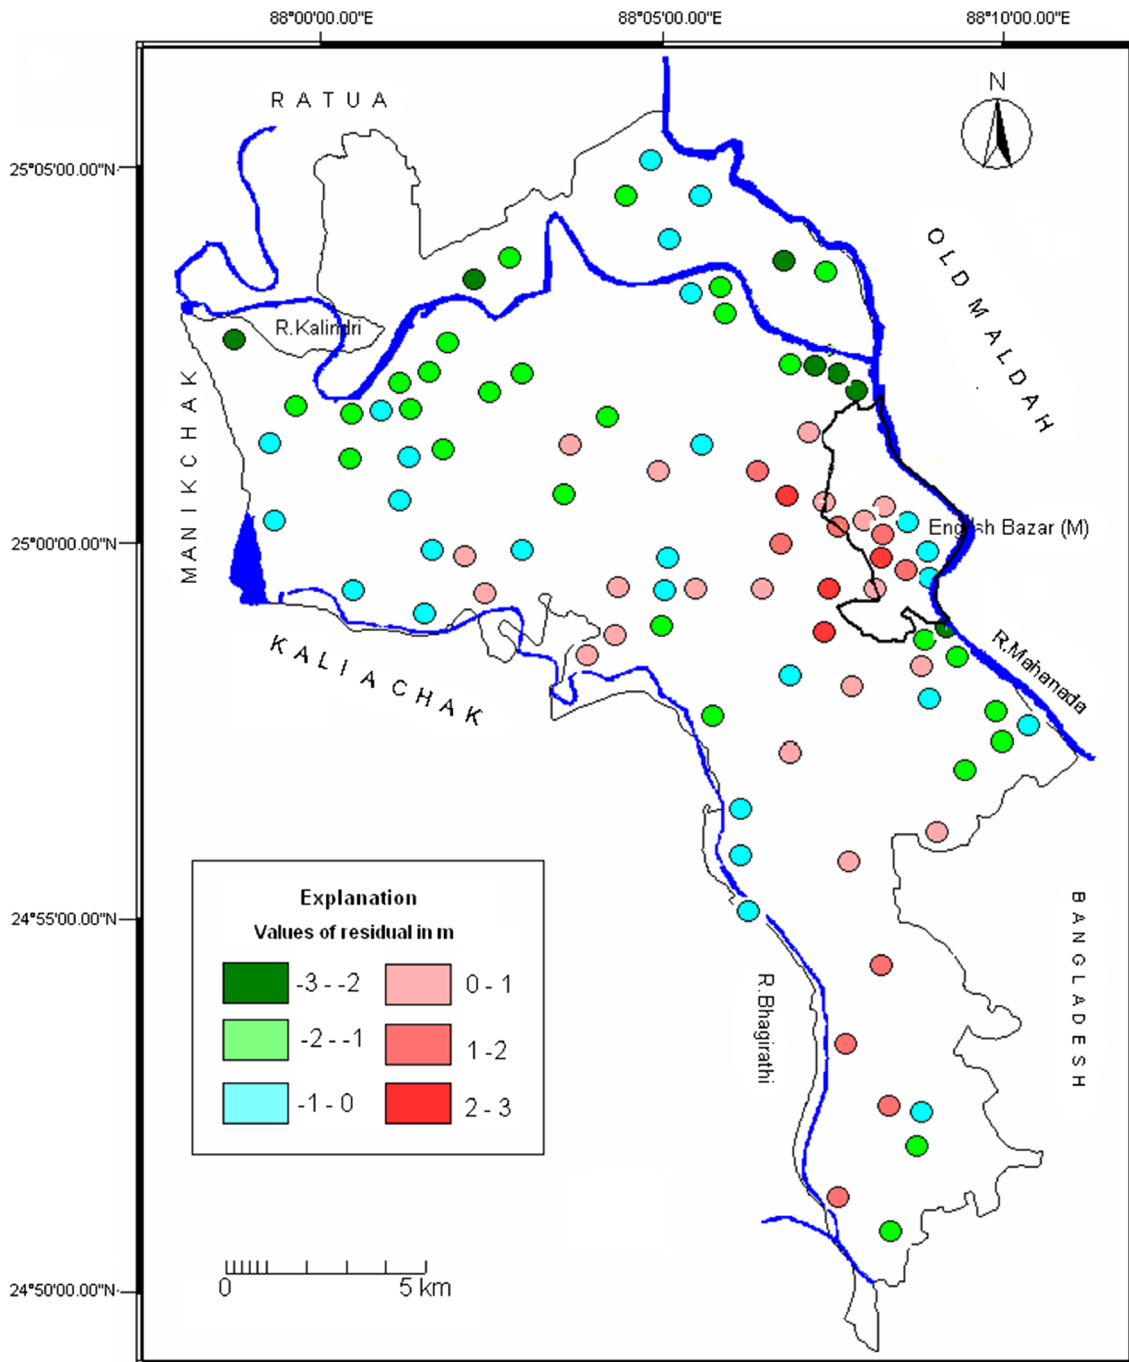 88°00'00.00"E 88°05'00.00"E 88°10'00.00"E
RATUA
N
25°05'00.00"N
OLD MALDAH
R.Kalindri
MANIKCHAK
25°00'00.00"N
English Bazar (M)
KALIACHAK
R.Mahanada
24°55'00.00"N
Explanation
Values of residual in m
-3 - -2 0 - 1
-2 - -1 1 - 2
-1 - 0 2 - 3
R.Bhagirathi
BANGLADESH
0 5 km
24°50'00.00"N